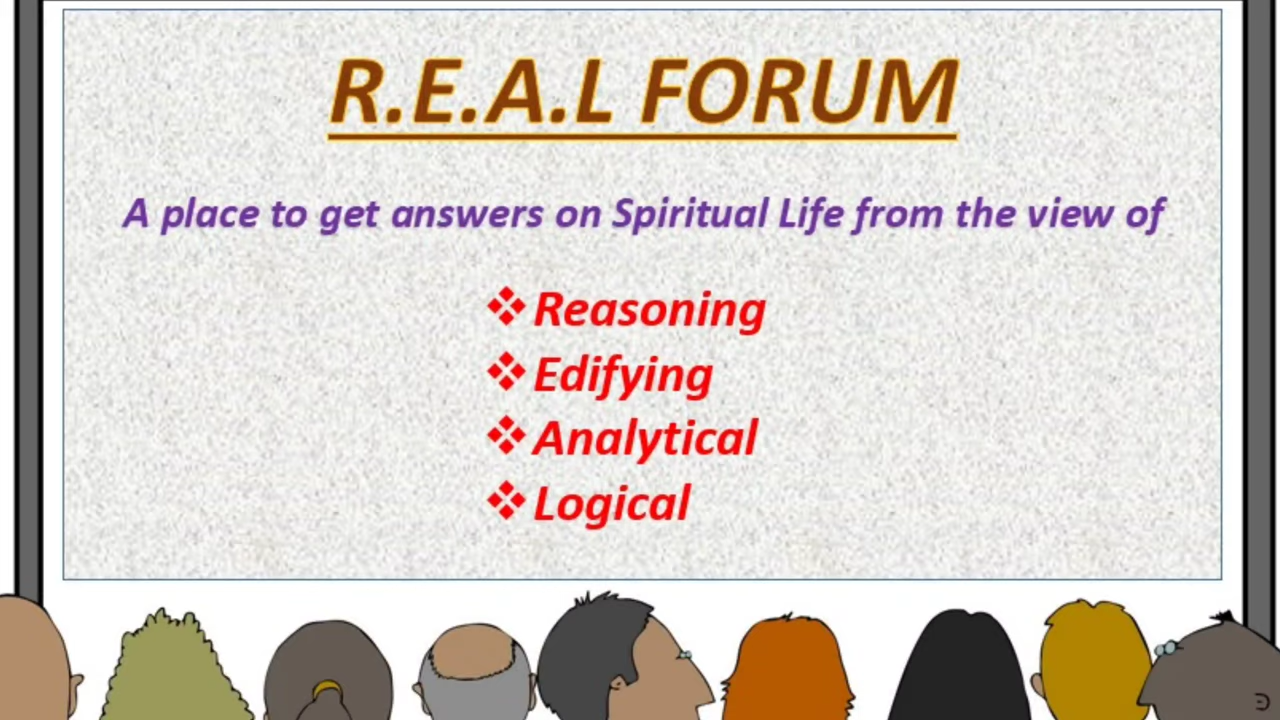 R.E.A.L FORUM
A place to get answers on Spiritual Life from the view of
❖ Reasoning
❖ Edifying
❖ Analytical
❖ Logical